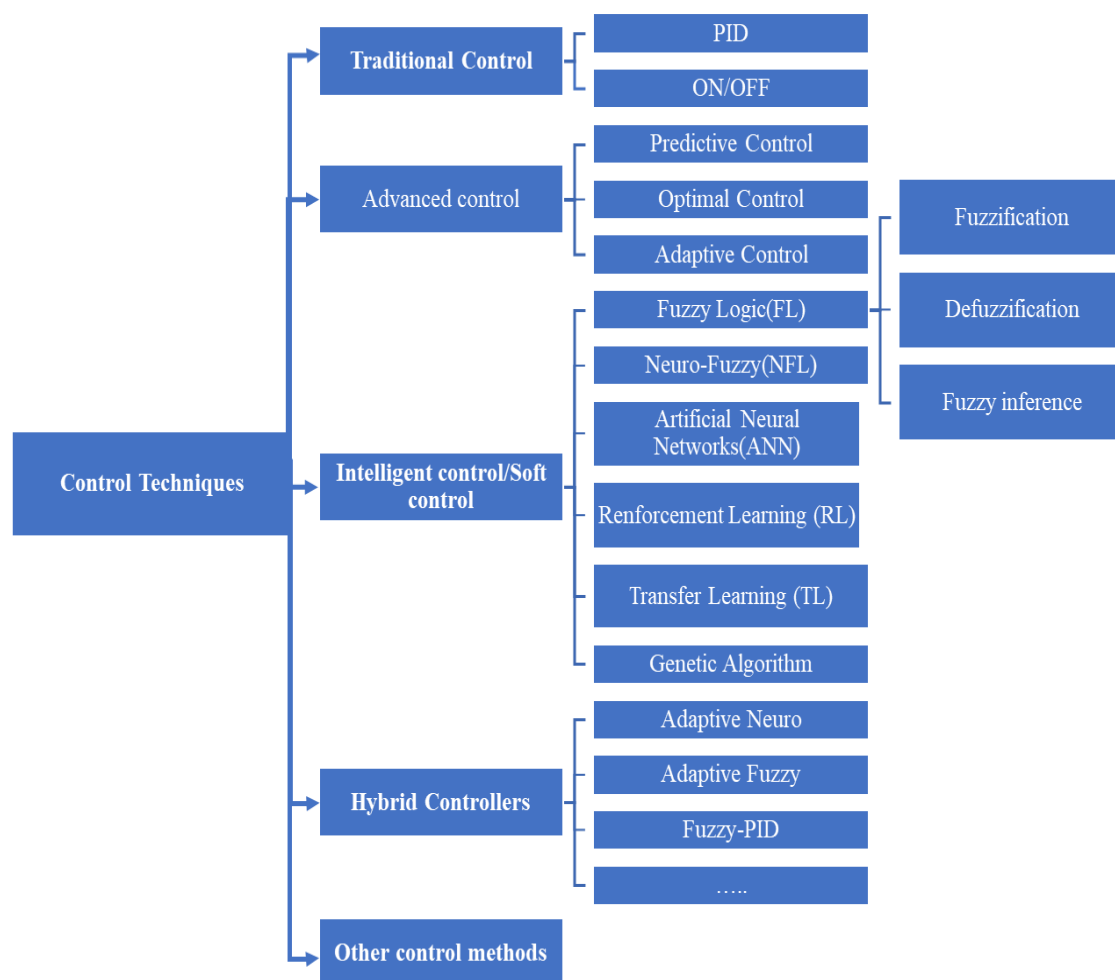 Control Techniques
Traditional Control
PID
ON/OFF
Advanced control
Predictive Control
Optimal Control
Adaptive Control
Intelligent control/Soft
control
Fuzzy Logic(FL)
Fuzzification
Defuzzification
Fuzzy inference
Neuro-Fuzzy(NFL)
Artificial Neural
Networks(ANN)
Renforcement Learning (RL)
Transfer Learning (TL)
Genetic Algorithm
Hybrid Controllers
Adaptive Neuro
Adaptive Fuzzy
Fuzzy-PID
…..
Other control methods